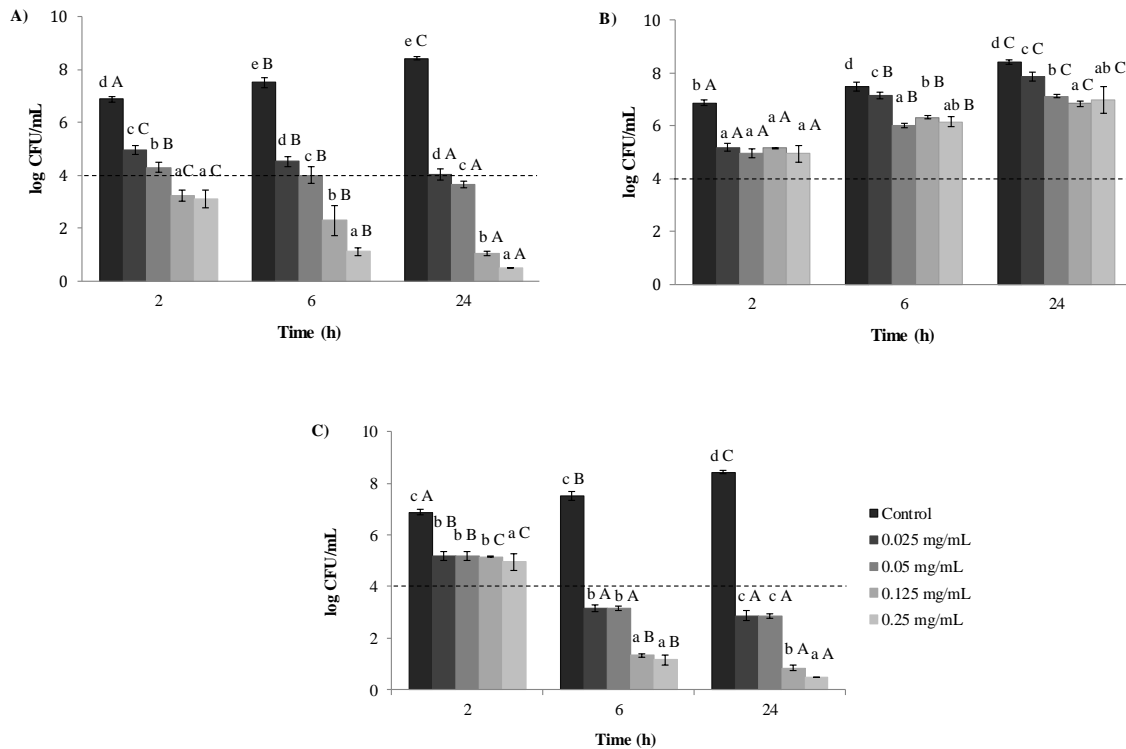 A)
log CFU/mL
10
8
6
4
2
0
d A
c C
b B
aC
a C
e B
d B
c B
b B
a B
e C
d A
c A
b A
a A
2
6
24
Time (h)
B)
log CFU/mL
10
8
6
4
2
0
b A
a A
a A
a A
a A
d
c B
a B
b B
ab B
d C
c C
b C
a C
ab C
2
6
24
Time (h)
C)
log CFU/mL
10
8
6
4
2
0
c A
b B
b B
b C
a C
c B
b A
b A
a B
a B
d C
c A
c A
b A
a A
2
6
24
Time (h)
Control
0.025 mg/mL
0.05 mg/mL
0.125 mg/mL
0.25 mg/mL